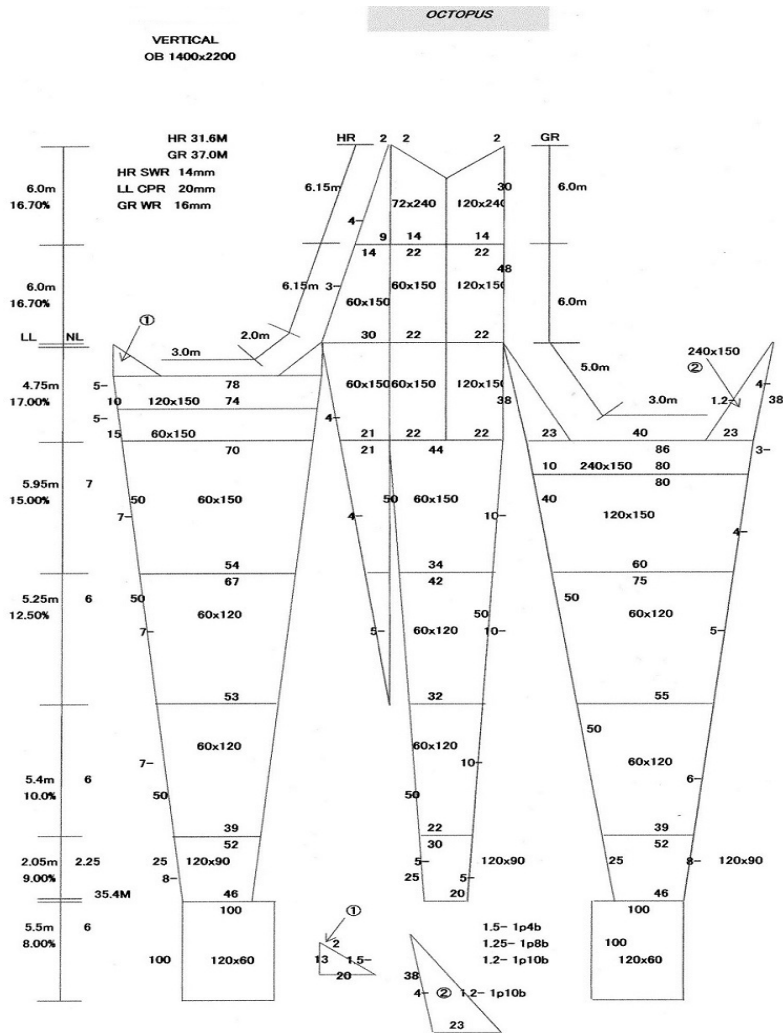 OCTOPUS
VERTICAL
OB 1400x2200
HR 31.6M
GR 37.0M
HR SWR 14mm
LL CPR 20mm
GR WR 16mm
HR 2 2 2 GR
6.0m 6.15m 30 6.0m
16.70% 72x240 120x240
4-
9 14 14
14 22 22
48
6.0m 6.15m 3- 60x150 60x150 120x150 6.0m
16.70%
① 2.0m
LL NL 3.0m 30 22 22 240x150
②
5.0m
4.75m 5- 78 60x150 60x150 120x150 4-
17.00% 10 120x150 74 38 3.0m 1.2- 38
5- 4-
15 60x150 21 22 22 23 40 23
70 21 44 86 3-
5.95m 7 10 240x150 80
15.00% 50 60x150 50 60x150 40 80
7- 4- 10- 120x150
4-
54 34 60
67 42 75
5.25m 6 50 50 50
12.50% 60x120 60x120 60x120
7- 5- 10- 5-
53 32 55
50
60x120 60x120
7- 10- 60x120
5.4m 6 6-
10.0% 50 50
39 22 39
52 30 52
2.05m 2.25 25 120x90 5- 120x90 25 8- 120x90
9.00% 8- 25 5-
35.4M 46 20 46
100 100
5.5m 6 ① 1.5- 1p4b
8.00% 2 1.25- 1p8b 100
100 120x60 13 1.5- 38 1.2- 1p10b 120x60
20
4- ② 1.2- 1p10b
23